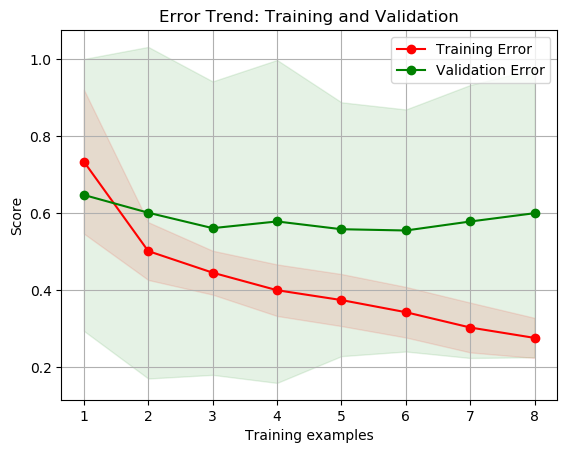 Error Trend: Training and Validation
Training Error
Validation Error
1.0
0.8
0.6
0.4
0.2
Score
1 2 3 4 5 6 7 8
Training examples